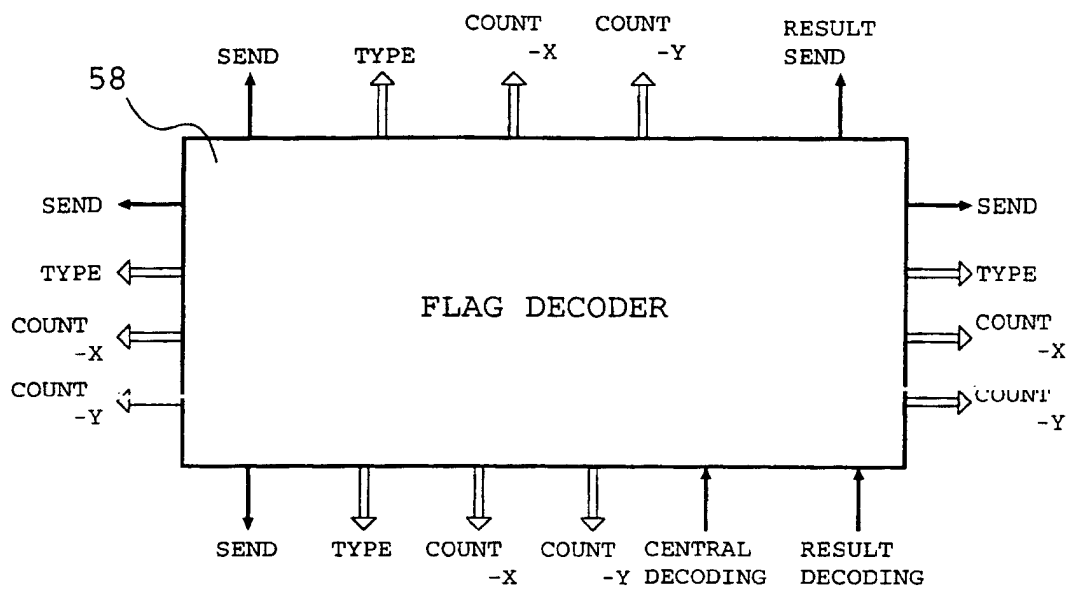 COUNT
-X
COUNT
-Y
RESULT
SEND
SEND
TYPE
58
SEND
SEND
TYPE
TYPE
FLAG DECODER
COUNT
-X
COUNT
-X
COUNT
-Y
COUNT
-Y
SEND
TYPE
COUNT
-X
COUNT
-Y
CENTRAL
DECODING
RESULT
DECODING